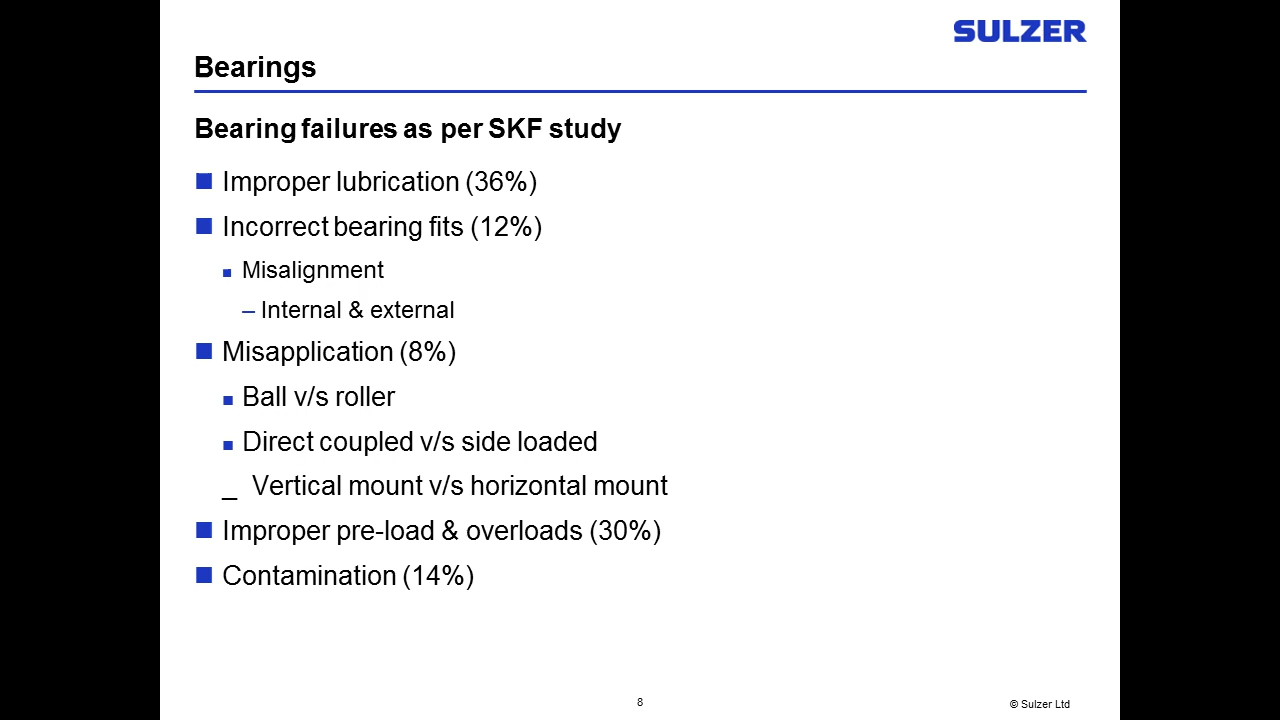 SULZER
Bearings
Bearing failures as per SKF study
Improper lubrication (36%)
Incorrect bearing fits (12%)
Misalignment
– Internal & external
Misapplication (8%)
Ball v/s roller
Direct coupled v/s side loaded
_ Vertical mount v/s horizontal mount
Improper pre-load & overloads (30%)
Contamination (14%)
8
© Sulzer Ltd